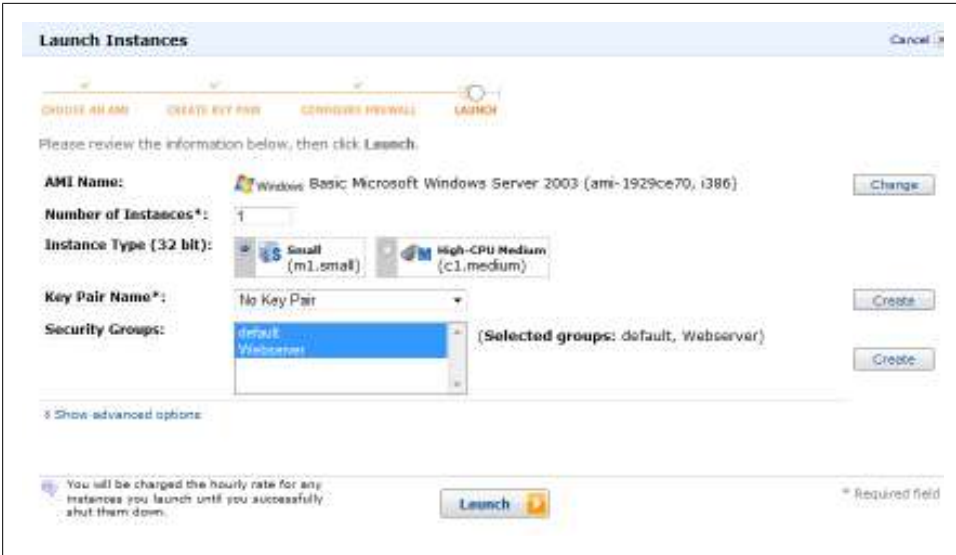 Launch Instances
Cancel
CHOOSE AN AMI CREATE KEY PAIR CONFIGURE FIREWALL LAUNCH
Please review the information below, then click Launch.
AMI Name: Windows Basic Microsoft Windows Server 2003 (ami-1929ce70, i386) Change
Number of Instances*: 1
Instance Type (32 bit): Small (m1.small) High-CPU Medium (c1.medium)
Key Pair Name*: No Key Pair Create
Security Groups: default (Selected groups: default, Webserver)
Webserver
Create
Show advanced options
You will be charged the hourly rate for any
instances you launch until you successfully
shut them down.
Launch
* Required field